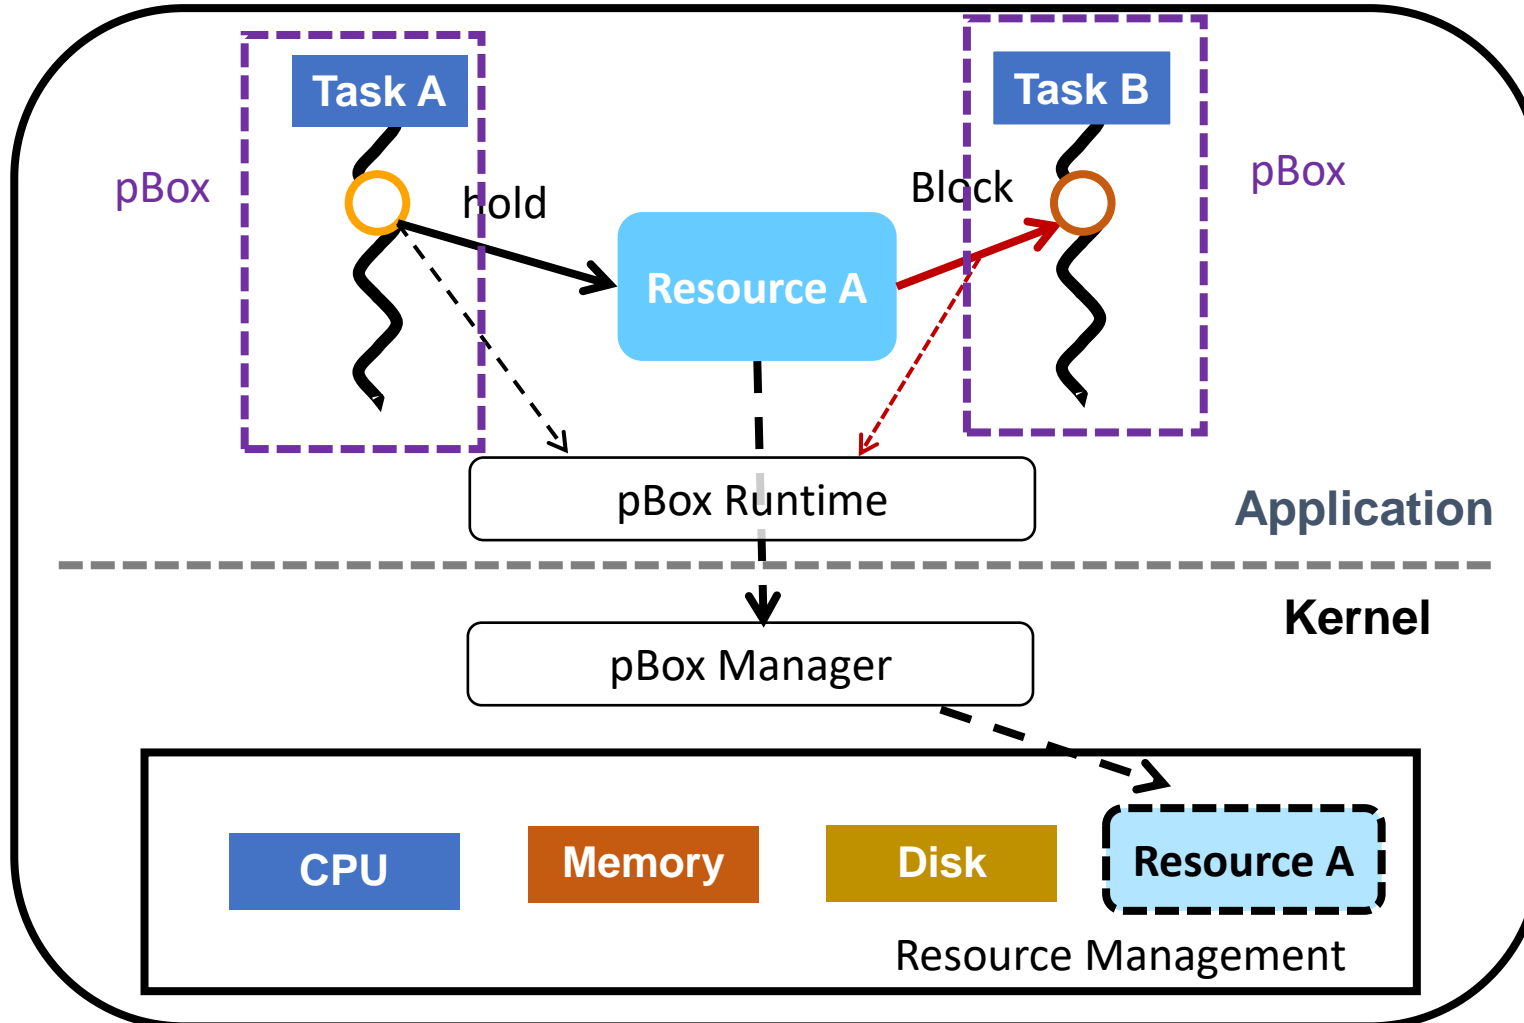 Task A
Task B
pBox
hold
Block
pBox
Resource A
pBox Runtime
Application
Kernel
pBox Manager
CPU
Memory
Disk
Resource A
Resource Management